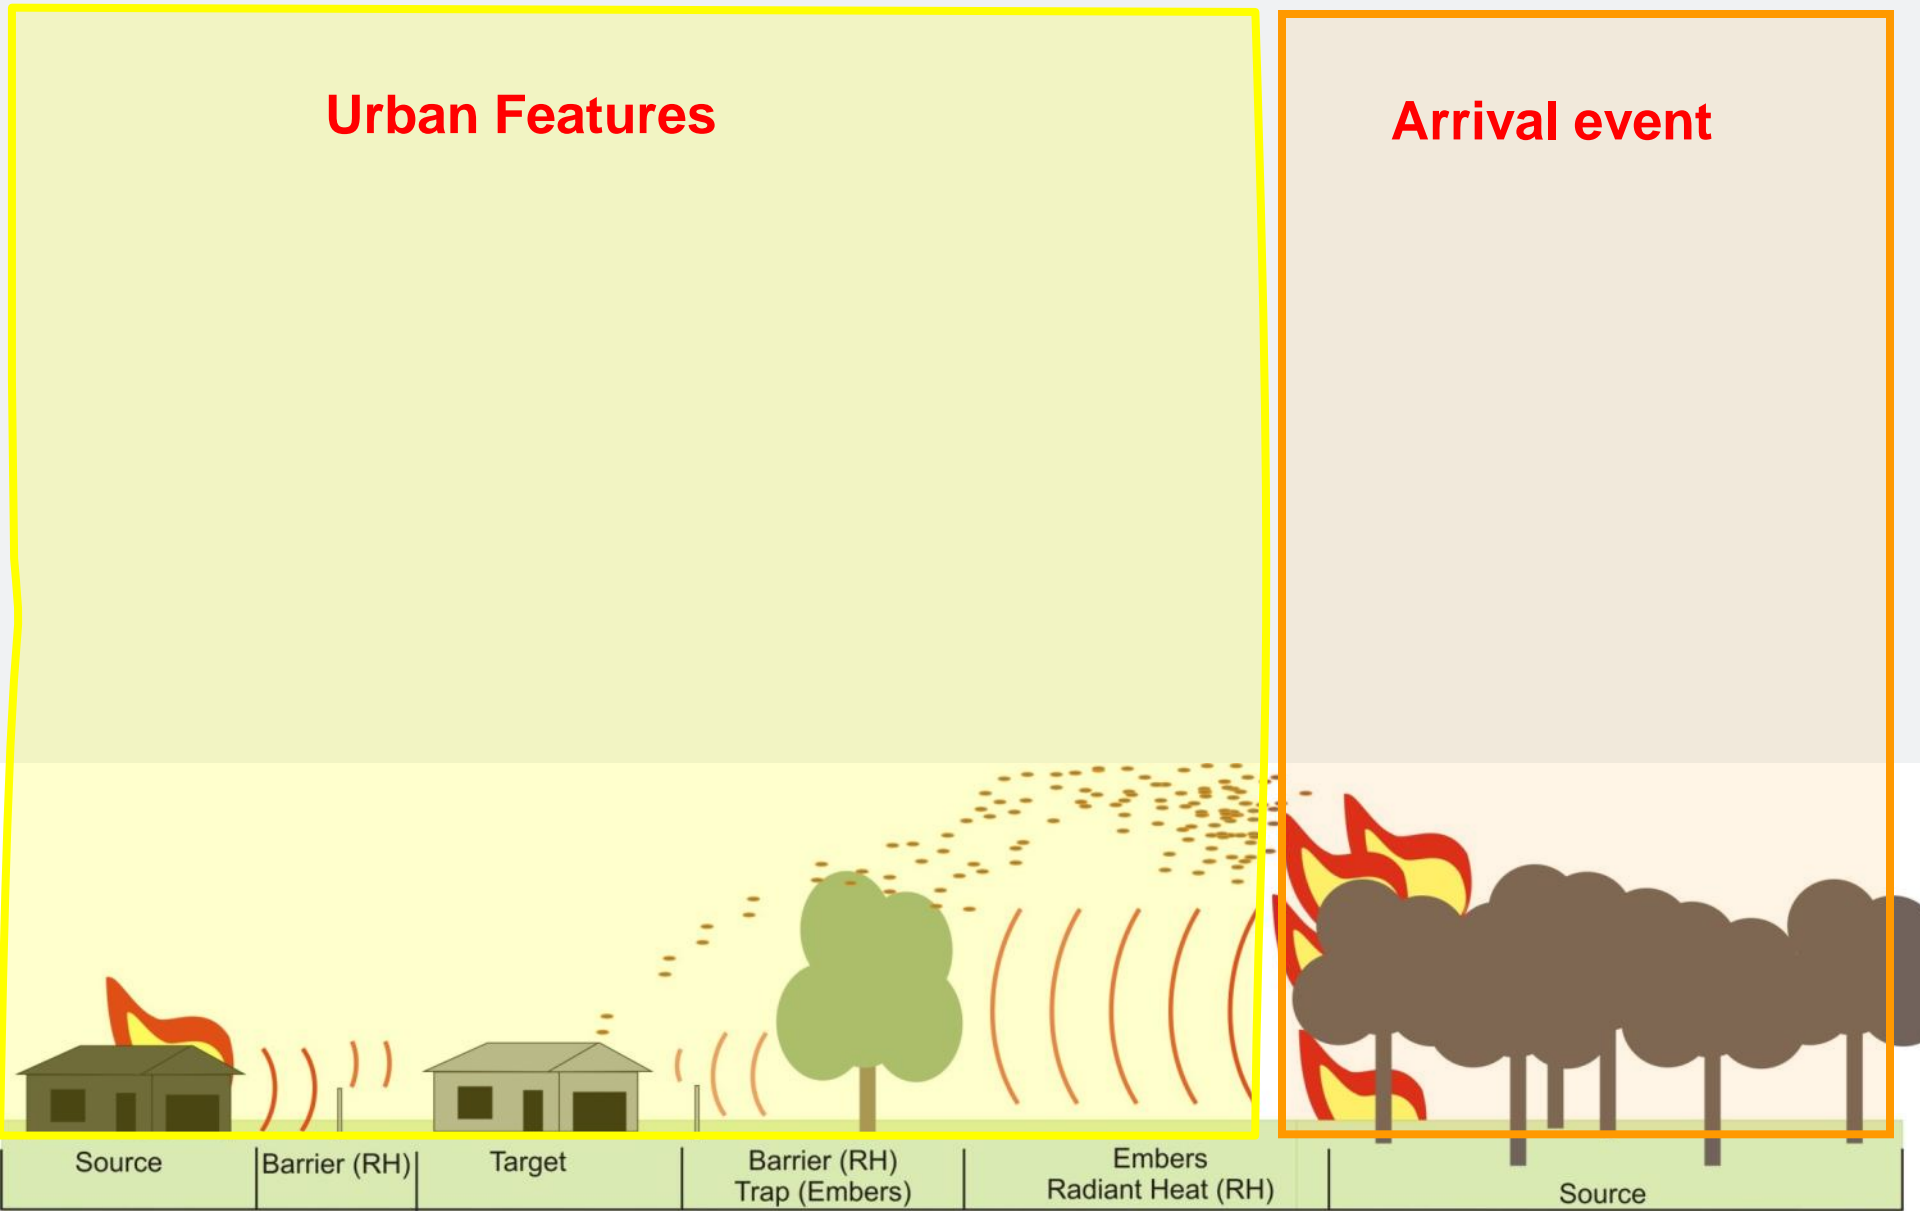 Urban Features
Arrival event
Source
Barrier (RH)
Target
Barrier (RH)
Trap (Embers)
Embers
Radiant Heat (RH)
Source